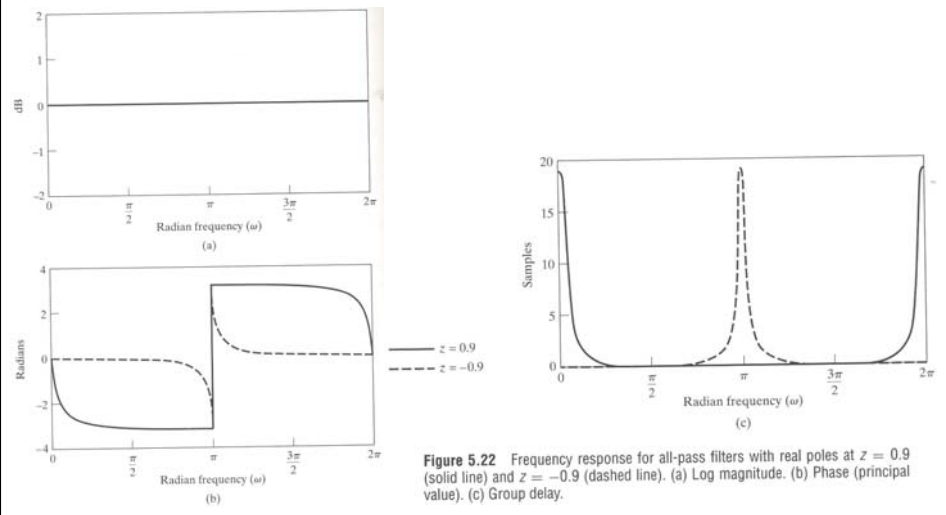 2
1
0
-1
-2
dB
0
π
2
π
3π
2
2π
Radian frequency (ω)
(a)
4
2
0
-2
-4
Radians
0
π
2
π
3π
2
2π
Radian frequency (ω)
(b)
z = 0.9
z = -0.9
20
15
10
5
0
Samples
0
π
2
π
3π
2
2π
Radian frequency (ω)
(c)
Figure 5.22 Frequency response for all-pass filters with real poles at z = 0.9
(solid line) and z = -0.9 (dashed line). (a) Log magnitude. (b) Phase (principal
value). (c) Group delay.